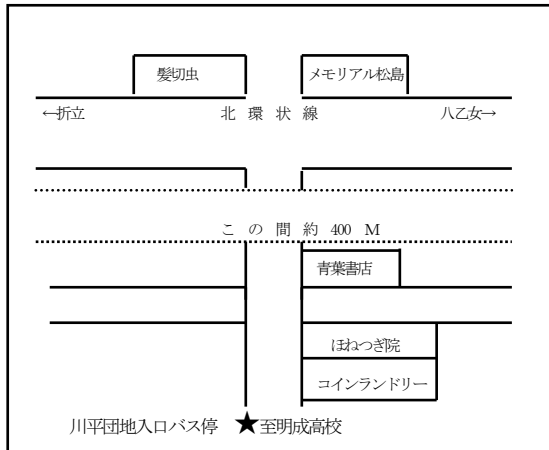 髪切虫
メモリアル松島
←折立
北環状線
八乙女→
この間約 400 M
青葉書店
ほねつぎ院
コインランドリー
川平団地入口バス停 ★至明成高校